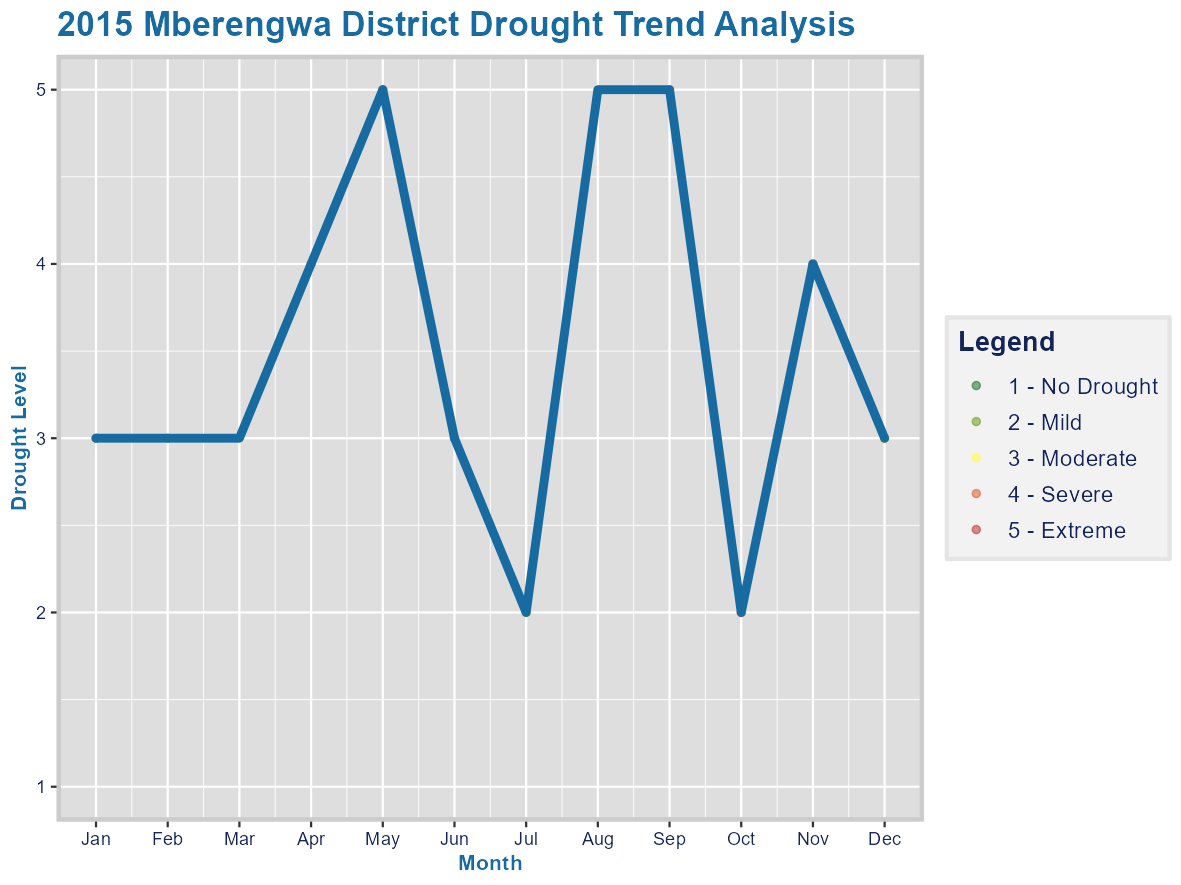 2015 Mberengwa District Drought Trend Analysis
Drought Level
5
4
3
2
1
Jan Feb Mar Apr May Jun Jul Aug Sep Oct Nov Dec
Month
Legend
1 - No Drought
2 - Mild
3 - Moderate
4 - Severe
5 - Extreme